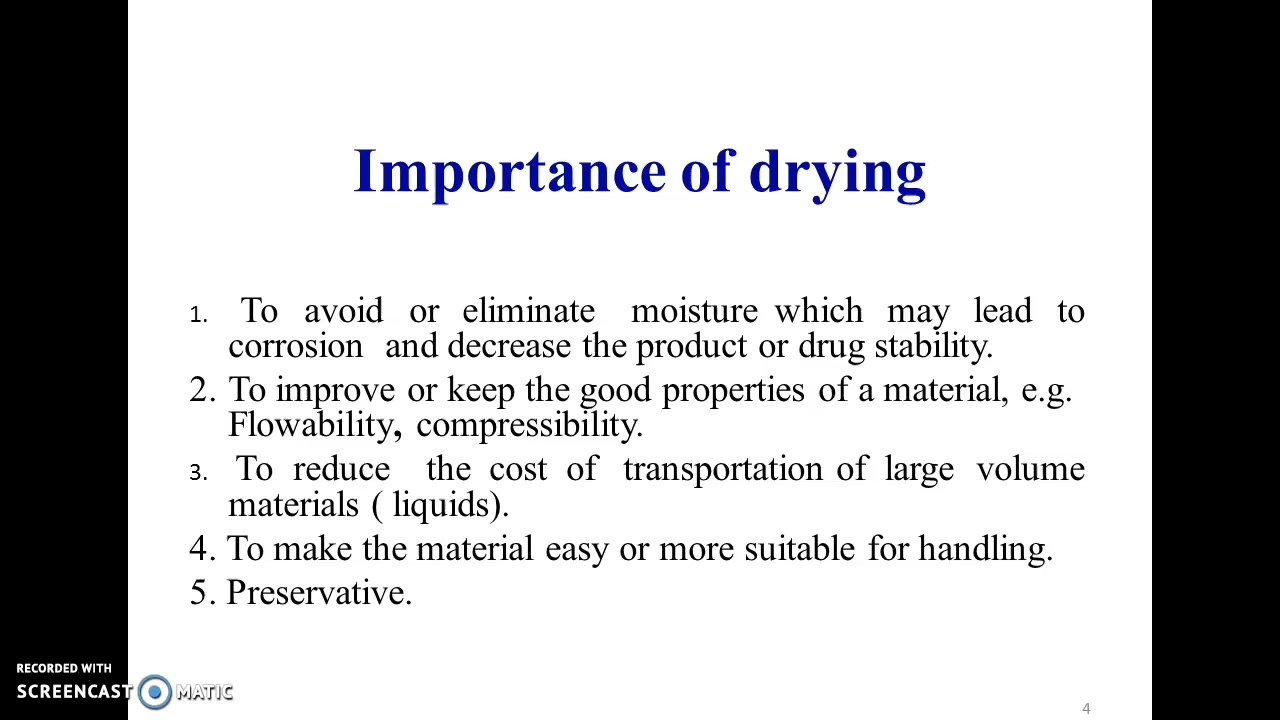 Importance of drying
1. To avoid or eliminate moisture which may lead to
corrosion and decrease the product or drug stability.
2. To improve or keep the good properties of a material, e.g.
Flowability, compressibility.
3. To reduce the cost of transportation of large volume
materials ( liquids).
4. To make the material easy or more suitable for handling.
5. Preservative.
RECORDED WITH
SCREENCAST MATIC
4